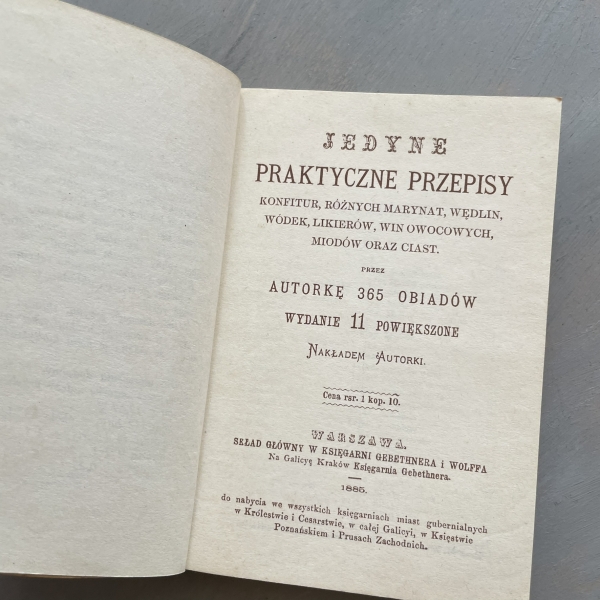 JEDYNE
PRAKTYCZNE PRZEPISY
KONFITUR, RÓŻNYCH MARYNAT, WĘDLIN,
WÓDEK, LIKIERÓW, WIN OWOCOWYCH,
MIODÓW ORAZ CIAST.
PRZEZ
AUTORKĘ 365 OBIADÓW
WYDANIE 11 POWIĘKSZONE
NAKŁADEM AUTORKI.
Cena rsr. 1 kop. 10.
WARSZAWA.
SKŁAD GŁÓWNY W KSIĘGARNI GEBETHNERA i WOLFFA
Na Galicyę Kraków Księgarnia Gebethnera.
1885.
do nabycia we wszystkich księgarniach miast gubernialnych
w Królestwie i Cesarstwie, w całej Galicyi, w Księstwie
Poznańskiem i Prusach Zachodnich.